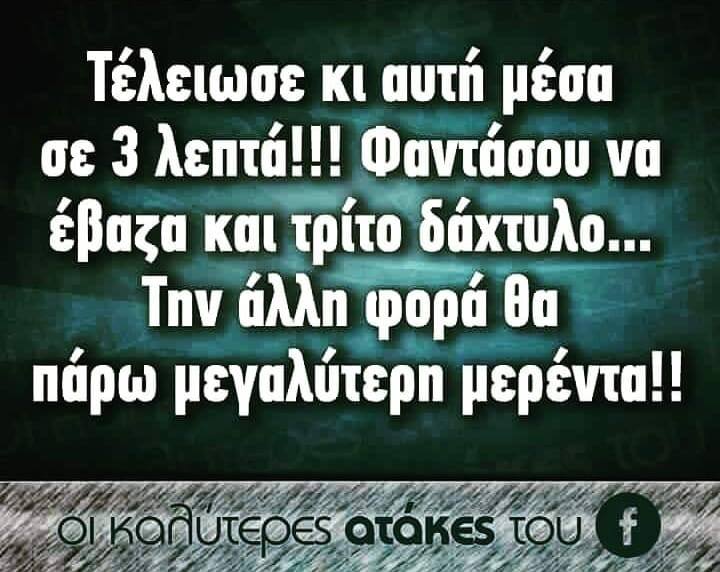 Τέλειωσε κι αυτή μέσα
σε 3 λεπτά!!! Φαντάσου να
έβαζα και τρίτο δάχτυλο...
Την άλλη φορά θα
πάρω μεγαλύτερη μερέντα!!
οι καλύτερες ατάκες του f